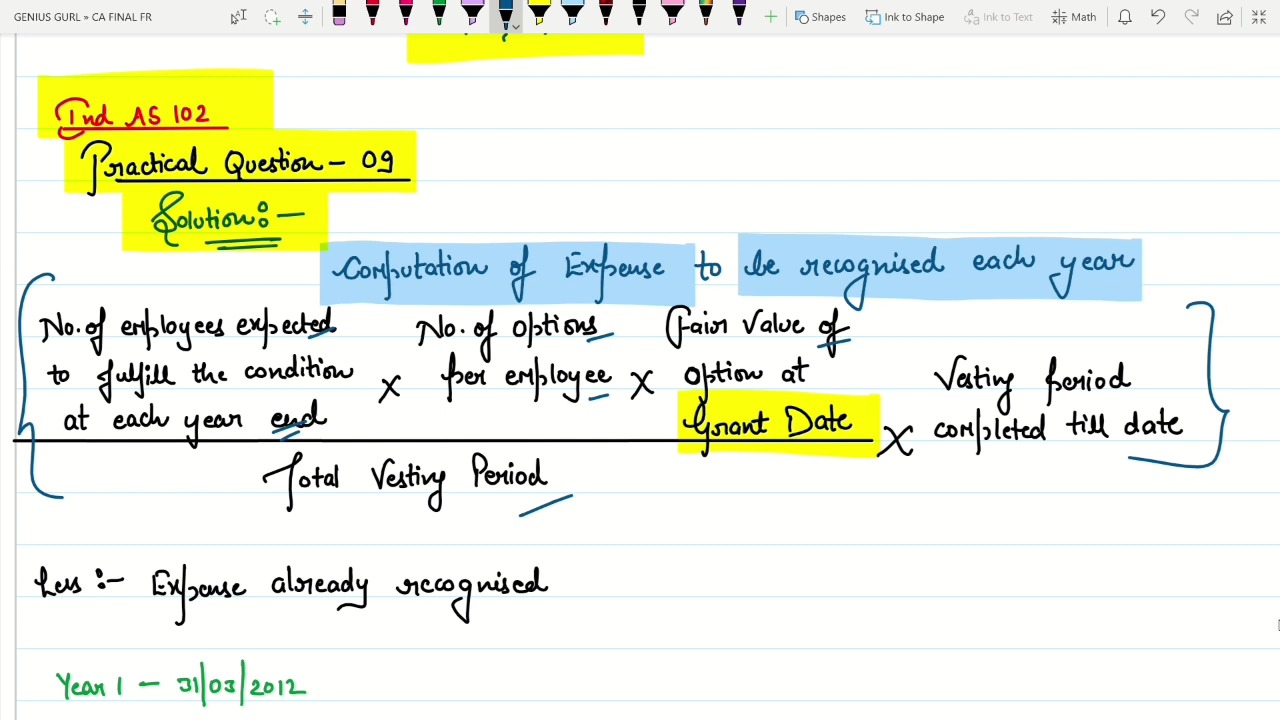 GENIUS GURL » CA FINAL FR
Shapes
Ink to Shape
Ink to Text
Math
Ind AS 102
Practical Question - 09
Solution:-
Computation of Expense to be recognised each year
No. of employees expected to fulfill the condition at each year end × No. of options per employee × Fair Value of option at Grant Date × Vesting period completed till date
Total Vesting Period
Less :- Expense already recognised
Year 1 - 31/03/2012